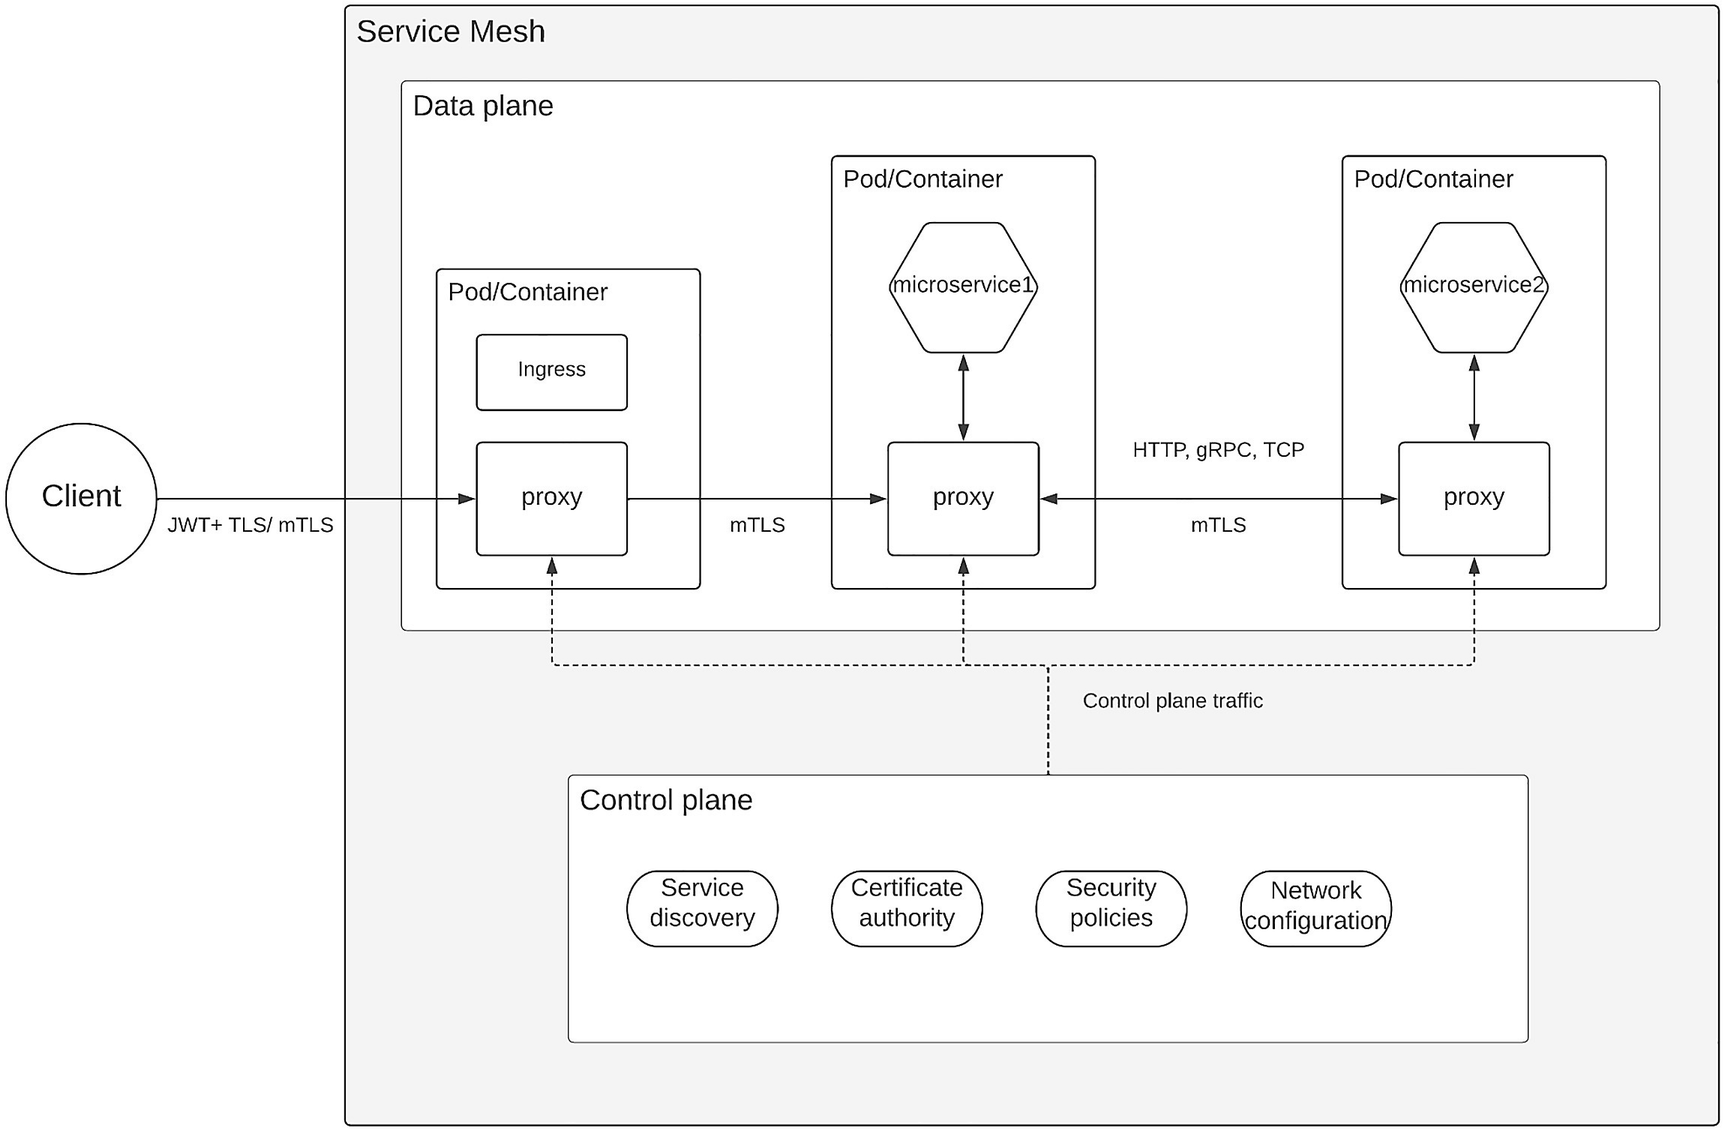 Service Mesh
Data plane
Pod/Container
Pod/Container
microservice1
microservice2
Pod/Container
Ingress
HTTP, gRPC, TCP
Client
proxy
proxy
proxy
JWT+ TLS/ mTLS
mTLS
mTLS
Control plane traffic
Control plane
Service
discovery
Certificate
authority
Security
policies
Network
configuration